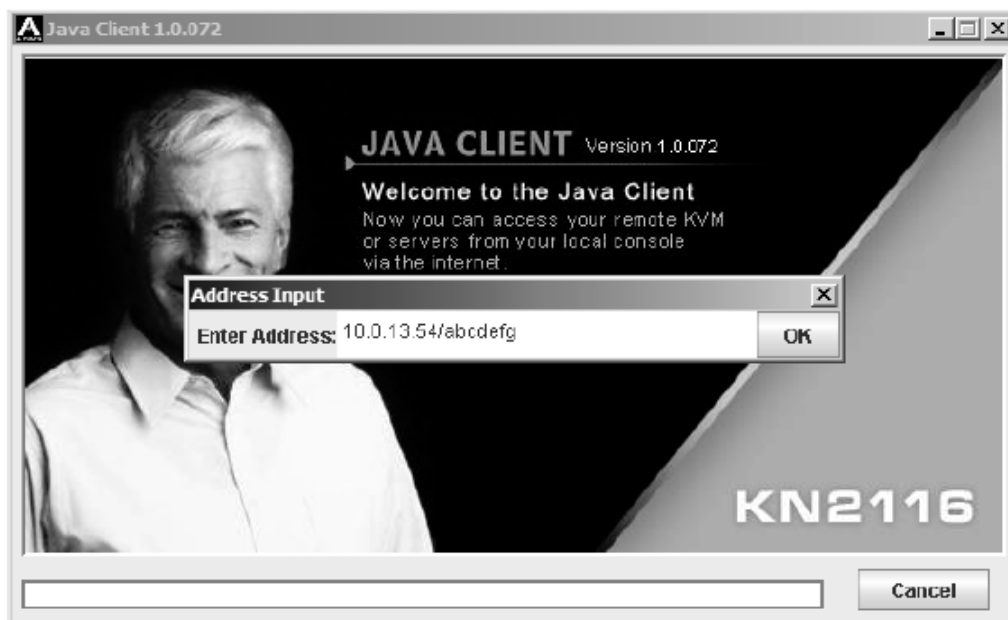 Java Client 1.0.072
JAVA CLIENT Version 1.0.072
Welcome to the Java Client
Now you can access your remote KVM
or servers from your local console
via the internet.
Address Input
Enter Address: 10.0.13.54/abcdefg OK
KN2116
Cancel